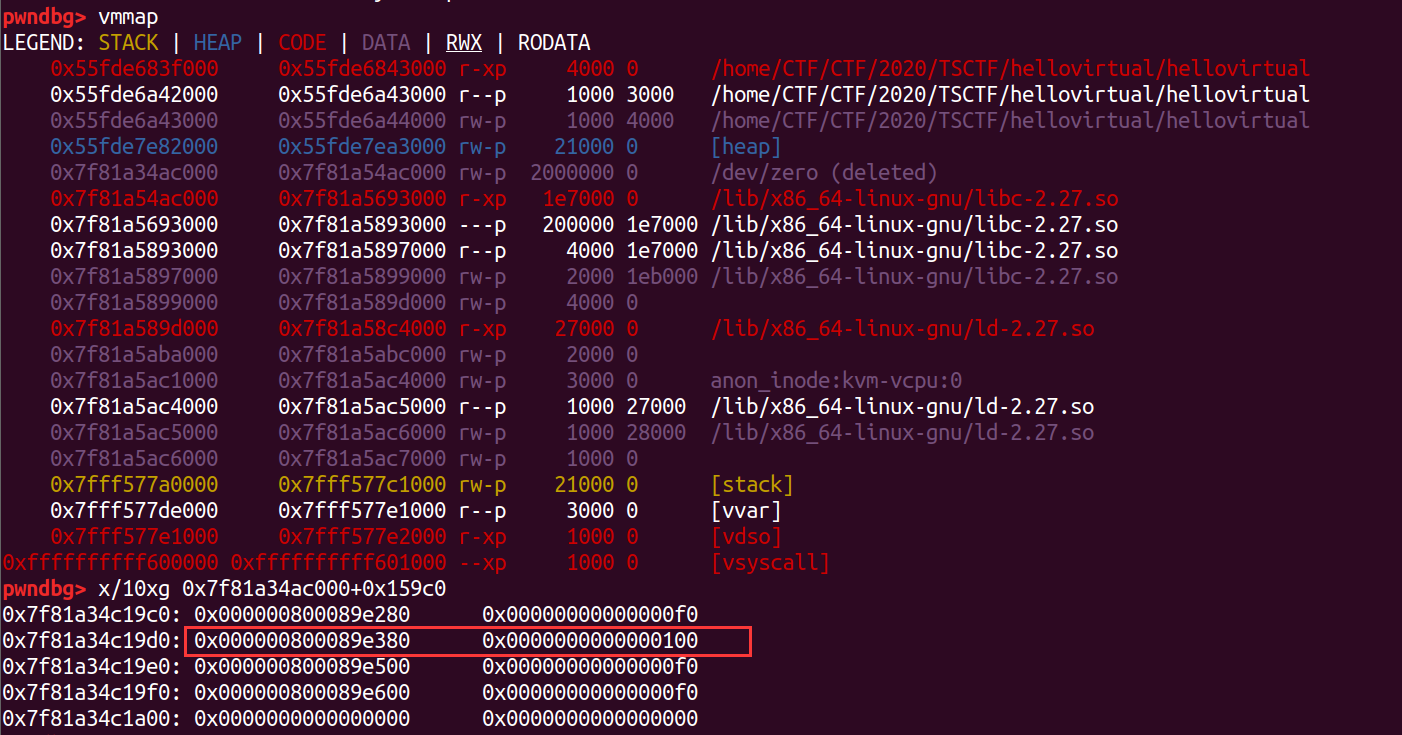 pwndbg> vmmap
LEGEND: STACK | HEAP | CODE | DATA | RWX | RODATA
0x55fde683f000 0x55fde6843000 r-xp 4000 0 /home/CTF/CTF/2020/TSCTF/hellovirtual/hellovirtual
0x55fde6a42000 0x55fde6a43000 r--p 1000 3000 /home/CTF/CTF/2020/TSCTF/hellovirtual/hellovirtual
0x55fde6a43000 0x55fde6a44000 rw-p 1000 4000 /home/CTF/CTF/2020/TSCTF/hellovirtual/hellovirtual
0x55fde7e82000 0x55fde7ea3000 rw-p 21000 0 [heap]
0x7f81a34ac000 0x7f81a54ac000 rw-p 2000000 0 /dev/zero (deleted)
0x7f81a54ac000 0x7f81a5693000 r-xp 1e7000 0 /lib/x86_64-linux-gnu/libc-2.27.so
0x7f81a5693000 0x7f81a5893000 ---p 200000 1e7000 /lib/x86_64-linux-gnu/libc-2.27.so
0x7f81a5893000 0x7f81a5897000 r--p 4000 1e7000 /lib/x86_64-linux-gnu/libc-2.27.so
0x7f81a5897000 0x7f81a5899000 rw-p 2000 1eb000 /lib/x86_64-linux-gnu/libc-2.27.so
0x7f81a5899000 0x7f81a589d000 rw-p 4000 0
0x7f81a589d000 0x7f81a58c4000 r-xp 27000 0 /lib/x86_64-linux-gnu/ld-2.27.so
0x7f81a5aba000 0x7f81a5abc000 rw-p 2000 0
0x7f81a5ac1000 0x7f81a5ac4000 rw-p 3000 0 anon_inode:kvm-vcpu:0
0x7f81a5ac4000 0x7f81a5ac5000 r--p 1000 27000 /lib/x86_64-linux-gnu/ld-2.27.so
0x7f81a5ac5000 0x7f81a5ac6000 rw-p 1000 28000 /lib/x86_64-linux-gnu/ld-2.27.so
0x7f81a5ac6000 0x7f81a5ac7000 rw-p 1000 0
0x7fff577a0000 0x7fff577c1000 rw-p 21000 0 [stack]
0x7fff577de000 0x7fff577e1000 r--p 3000 0 [vvar]
0x7fff577e1000 0x7fff577e2000 r-xp 1000 0 [vdso]
0xffffffffff600000 0xffffffffff601000 --xp 1000 0 [vsyscall]
pwndbg> x/10xg 0x7f81a34ac000+0x159c0
0x7f81a34c19c0: 0x000000800089e280 0x00000000000000f0
0x7f81a34c19d0: 0x000000800089e380 0x0000000000000100
0x7f81a34c19e0: 0x000000800089e500 0x00000000000000f0
0x7f81a34c19f0: 0x000000800089e600 0x00000000000000f0
0x7f81a34c1a00: 0x0000000000000000 0x0000000000000000